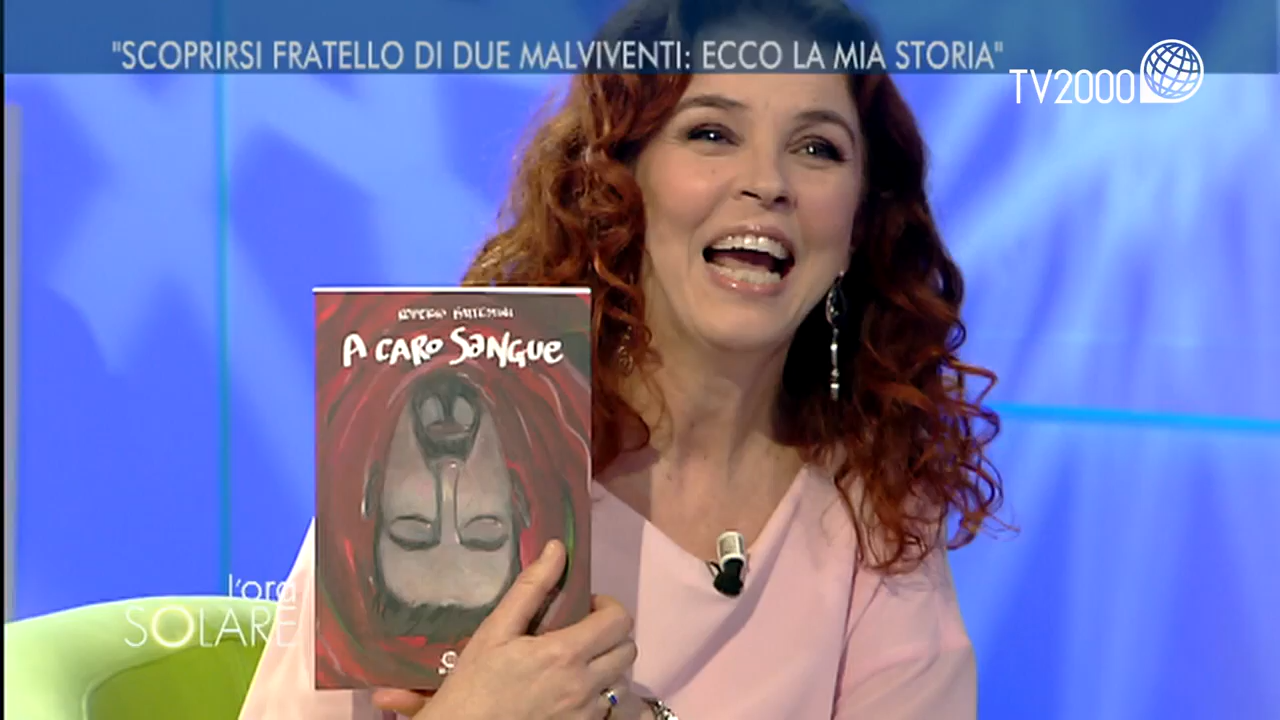 "SCOPRIRSI FRATELLO DI DUE MALVIVENTI: ECCO LA MIA STORIA"
TV2000
A CARO SANGUE
l'ora
SOLARE